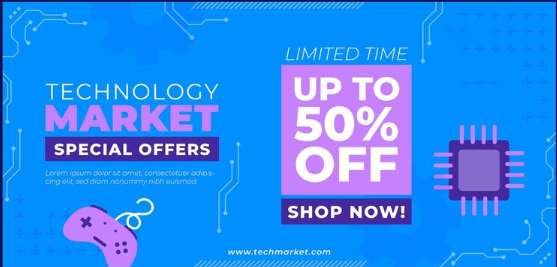 TECHNOLOGY
MARKET
SPECIAL OFFERS
Lorem ipsum dolor sit amet, consectetuer adipis-
cing elit, sed diam nonummy nibh euismod.
LIMITED TIME
UP TO
50%
OFF
SHOP NOW!
www.techmarket.com